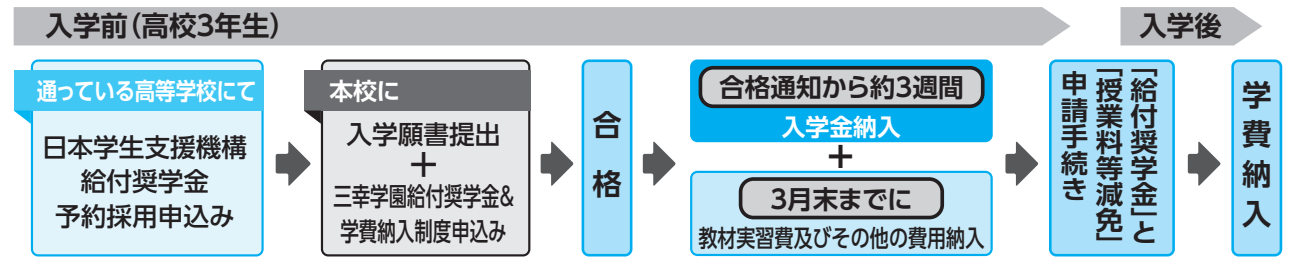 入学前(高校3年生)
入学後
通っている高等学校にて
日本学生支援機構
給付奨学金
予約採用申込み
本校に
入学願書提出
+
三幸学園給付奨学金&
学費納入制度申込み
合格
合格通知から約3週間
入学金納入
+
3月末までに
教材実習費及びその他の費用納入
「給付奨学金」と
「授業料等減免」
申請手続き
学費納入